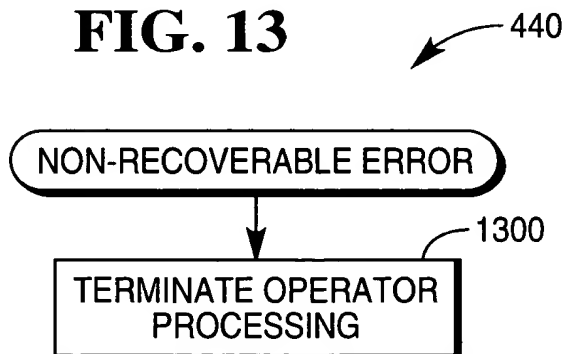 FIG. 13
440
NON-RECOVERABLE ERROR
1300
TERMINATE OPERATOR
PROCESSING